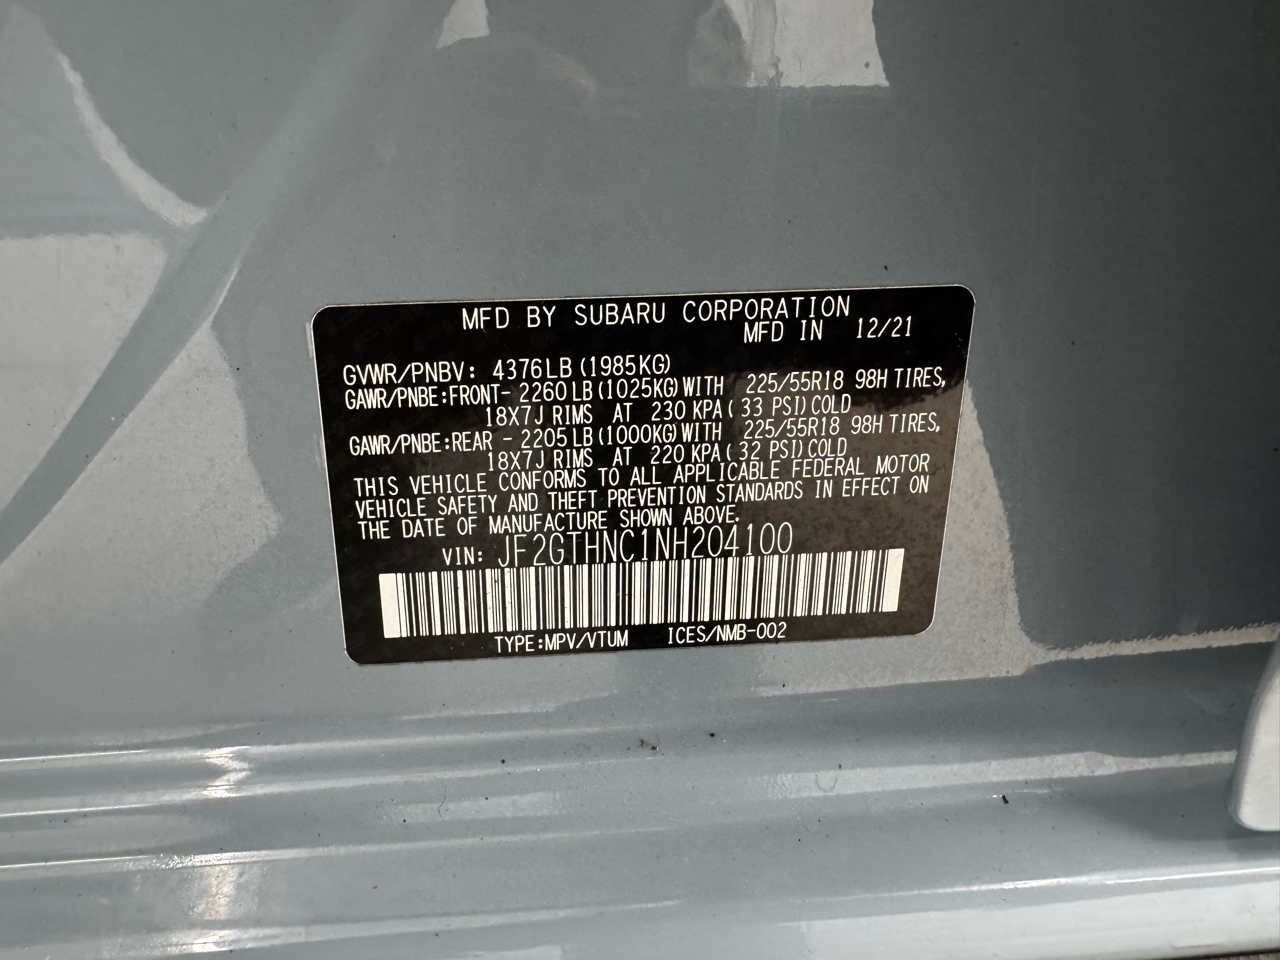 MFD BY SUBARU CORPORATION
MFD IN 12/21
GVWR/PNBV: 4376LB (1985KG)
GAWR/PNBE:FRONT- 2260LB (1025KG) WITH 225/55R18 98H TIRES,
18X7J RIMS AT 230 KPA ( 33 PSI) COLD
GAWR/PNBE:REAR - 2205LB (1000KG) WITH 225/55R18 98H TIRES,
18X7J RIMS AT 220 KPA ( 32 PSI) COLD
THIS VEHICLE CONFORMS TO ALL APPLICABLE FEDERAL MOTOR
VEHICLE SAFETY AND THEFT PREVENTION STANDARDS IN EFFECT ON
THE DATE OF MANUFACTURE SHOWN ABOVE.
VIN: JF2GTHNC1NH204100
TYPE:MPV/VTUM ICES/NMB-002